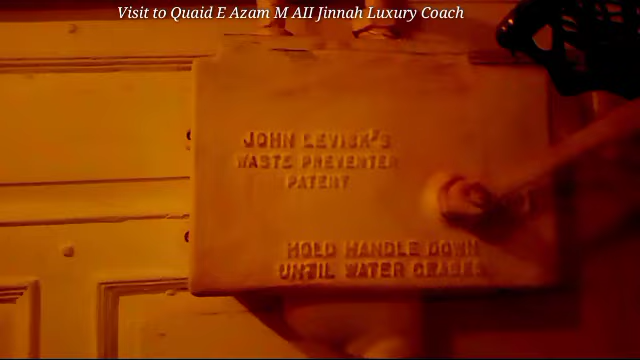 Visit to Quaid E Azam M AII Jinnah Luxury Coach
JOHN LEVICK'S
WASTE PREVENTER
PATENT
HOLD HANDLE DOWN
UNTIL WATER CEASES